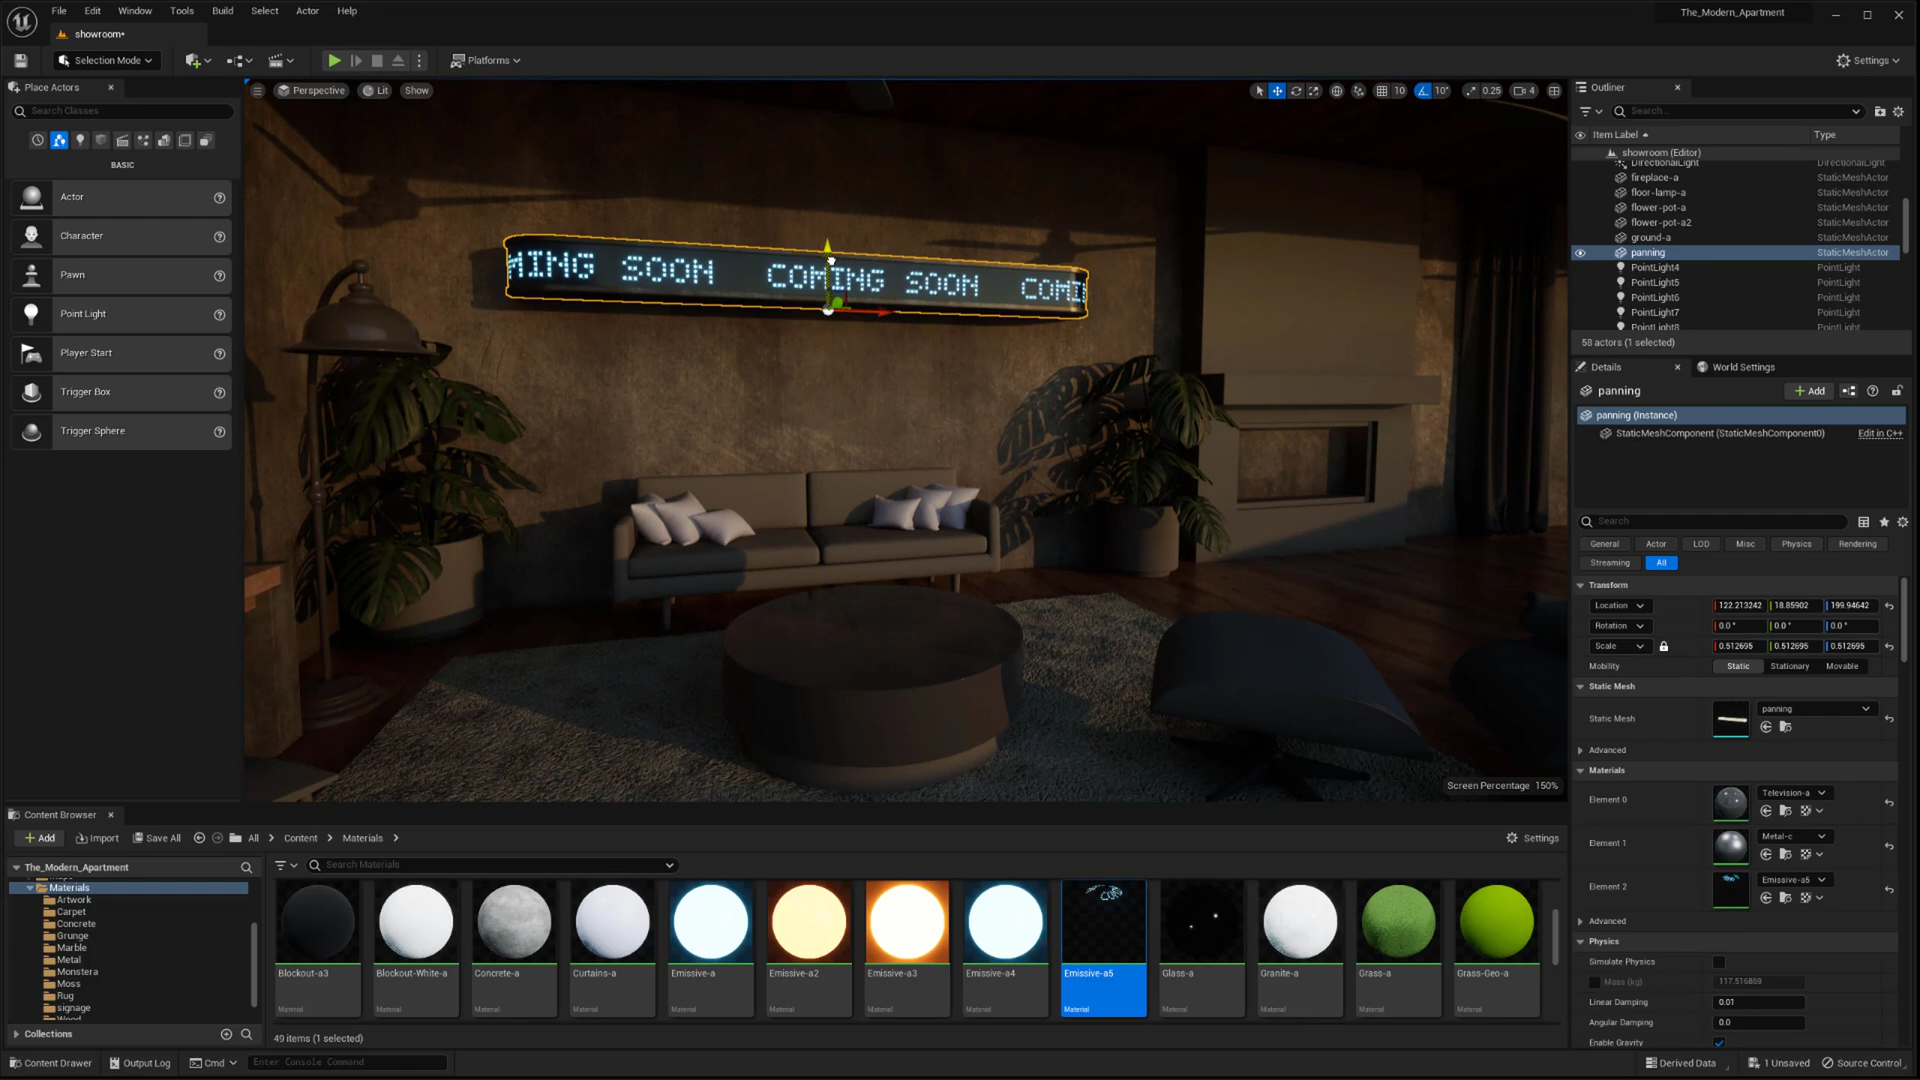 File Edit Window Tools Build Select Actor Help
The_Modern_Apartment
showroom•
Selection Mode
Platforms
Settings
Place Actors
Search Classes
BASIC
Actor
Character
Pawn
Point Light
Player Start
Trigger Box
Trigger Sphere
Perspective Lit Show
10 10° 0.25 4
MING SOON COMING SOON COMI
Screen Percentage 150%
Outliner
Search...
Item Label Type
showroom (Editor)
DirectionalLight DirectionalLight
fireplace-a StaticMeshActor
floor-lamp-a StaticMeshActor
flower-pot-a StaticMeshActor
flower-pot-a2 StaticMeshActor
ground-a StaticMeshActor
panning StaticMeshActor
PointLight4 PointLight
PointLight5 PointLight
PointLight6 PointLight
PointLight7 PointLight
PointLight8 PointLight
58 actors (1 selected)
Details World Settings
panning Add
panning (Instance)
StaticMeshComponent (StaticMeshComponent0) Edit in C++
Search
General Actor LOD Misc Physics Rendering
Streaming All
Transform
Location 122.213242 18.85902 199.94642
Rotation 0.0 ° 0.0 ° 0.0 °
Scale 0.512695 0.512695 0.512695
Mobility Static Stationary Movable
Static Mesh
Static Mesh panning
Advanced
Materials
Element 0 Television-a
Element 1 Metal-c
Element 2 Emissive-a5
Advanced
Physics
Simulate Physics
Mass (kg) 117.516869
Linear Damping 0.01
Angular Damping 0.0
Enable Gravity
Content Browser
Add Import Save All All Content Materials Settings
The_Modern_Apartment
Materials
Artwork
Carpet
Concrete
Grunge
Marble
Metal
Monstera
Moss
Rug
signage
Wood
Collections
Search Materials
Blockout-a3 Blockout-White-a Concrete-a Curtains-a Emissive-a Emissive-a2 Emissive-a3 Emissive-a4 Emissive-a5 Glass-a Granite-a Grass-a Grass-Geo-a
Material Material Material Material Material Material Material Material Material Material Material Material Material
49 items (1 selected)
Content Drawer Output Log Cmd Enter Console Command
Derived Data 1 Unsaved Source Control